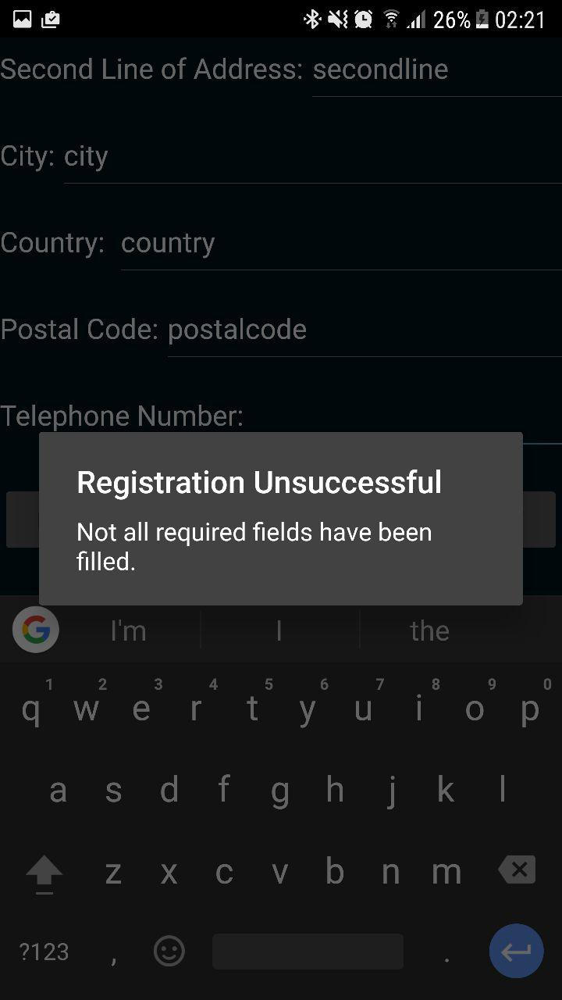 26% 02:21
Second Line of Address: secondline
City: city
Country: country
Postal Code: postalcode
Telephone Number:
Registration Unsuccessful
Not all required fields have been
filled.
G I'm I the
1 2 3 4 5 6 7 8 9 0
q w e r t y u i o p
a s d f g h j k l
z x c v b n m
?123 , .